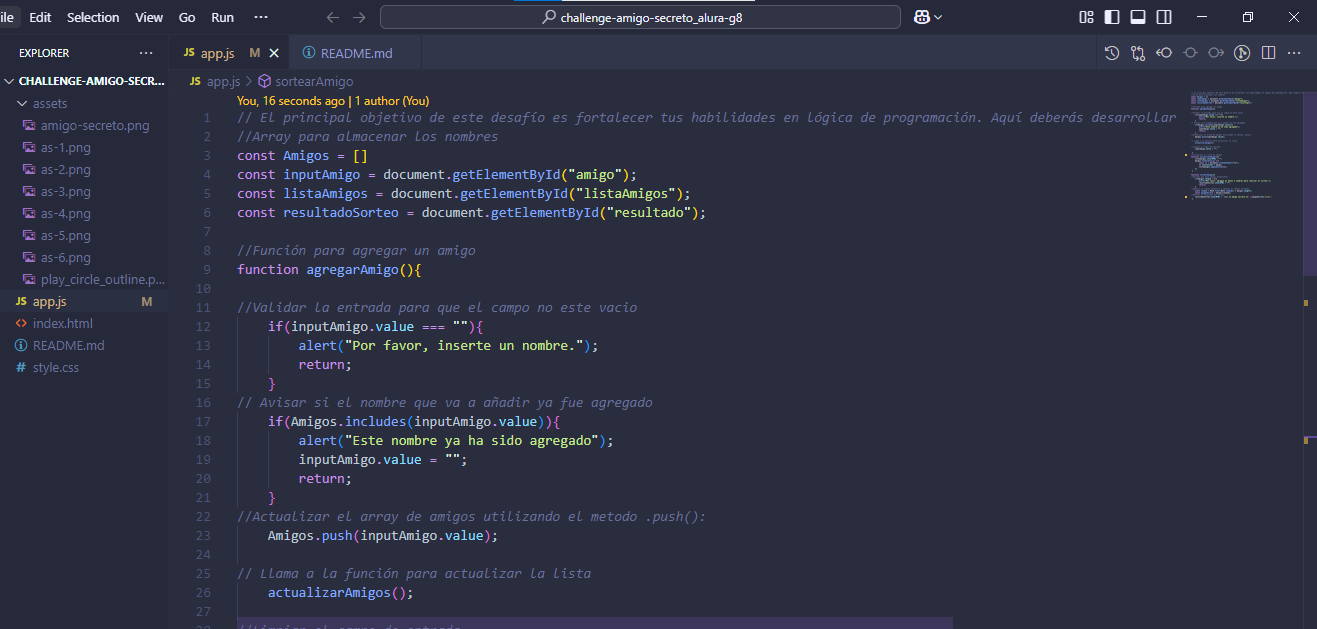 ile Edit Selection View Go Run ··· challenge-amigo-secreto_alura-g8
EXPLORER ···
JS app.js M
README.md
CHALLENGE-AMIGO-SECR...
JS app.js > sortearAmigo
assets
amigo-secreto.png
as-1.png
as-2.png
as-3.png
as-4.png
as-5.png
as-6.png
play_circle_outline.p...
JS app.js M
<> index.html
README.md
# style.css
You, 16 seconds ago | 1 author (You)
1 // El principal objetivo de este desafío es fortalecer tus habilidades en lógica de programación. Aquí deberás desarrollar
2 //Array para almacenar los nombres
3 const Amigos = []
4 const inputAmigo = document.getElementById("amigo");
5 const listaAmigos = document.getElementById("listaAmigos");
6 const resultadoSorteo = document.getElementById("resultado");
7
8 //Función para agregar un amigo
9 function agregarAmigo(){
10
11 //Validar la entrada para que el campo no este vacio
12 if(inputAmigo.value === ""){
13 alert("Por favor, inserte un nombre.");
14 return;
15 }
16 // Avisar si el nombre que va a añadir ya fue agregado
17 if(Amigos.includes(inputAmigo.value)){
18 alert("Este nombre ya ha sido agregado");
19 inputAmigo.value = "";
20 return;
21 }
22 //Actualizar el array de amigos utilizando el metodo .push():
23 Amigos.push(inputAmigo.value);
24
25 // Llama a la función para actualizar la lista
26 actualizarAmigos();
27